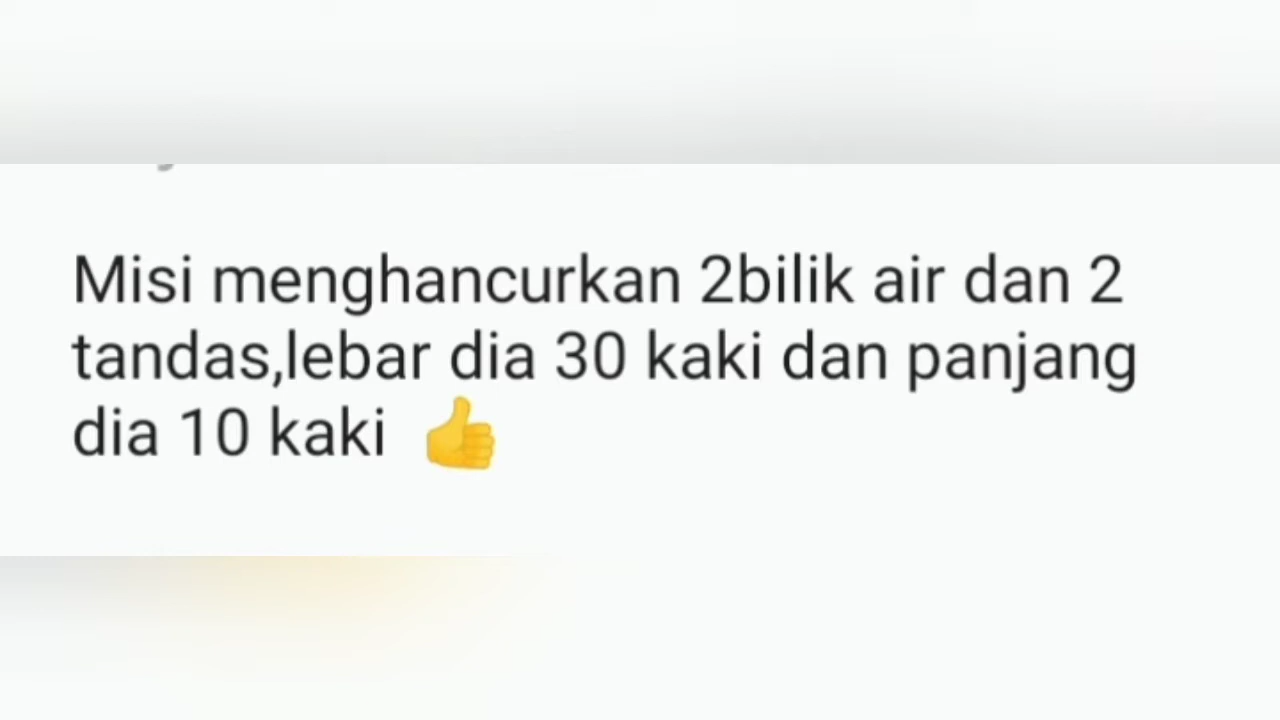 Misi menghancurkan 2bilik air dan 2
tandas,lebar dia 30 kaki dan panjang
dia 10 kaki 👍